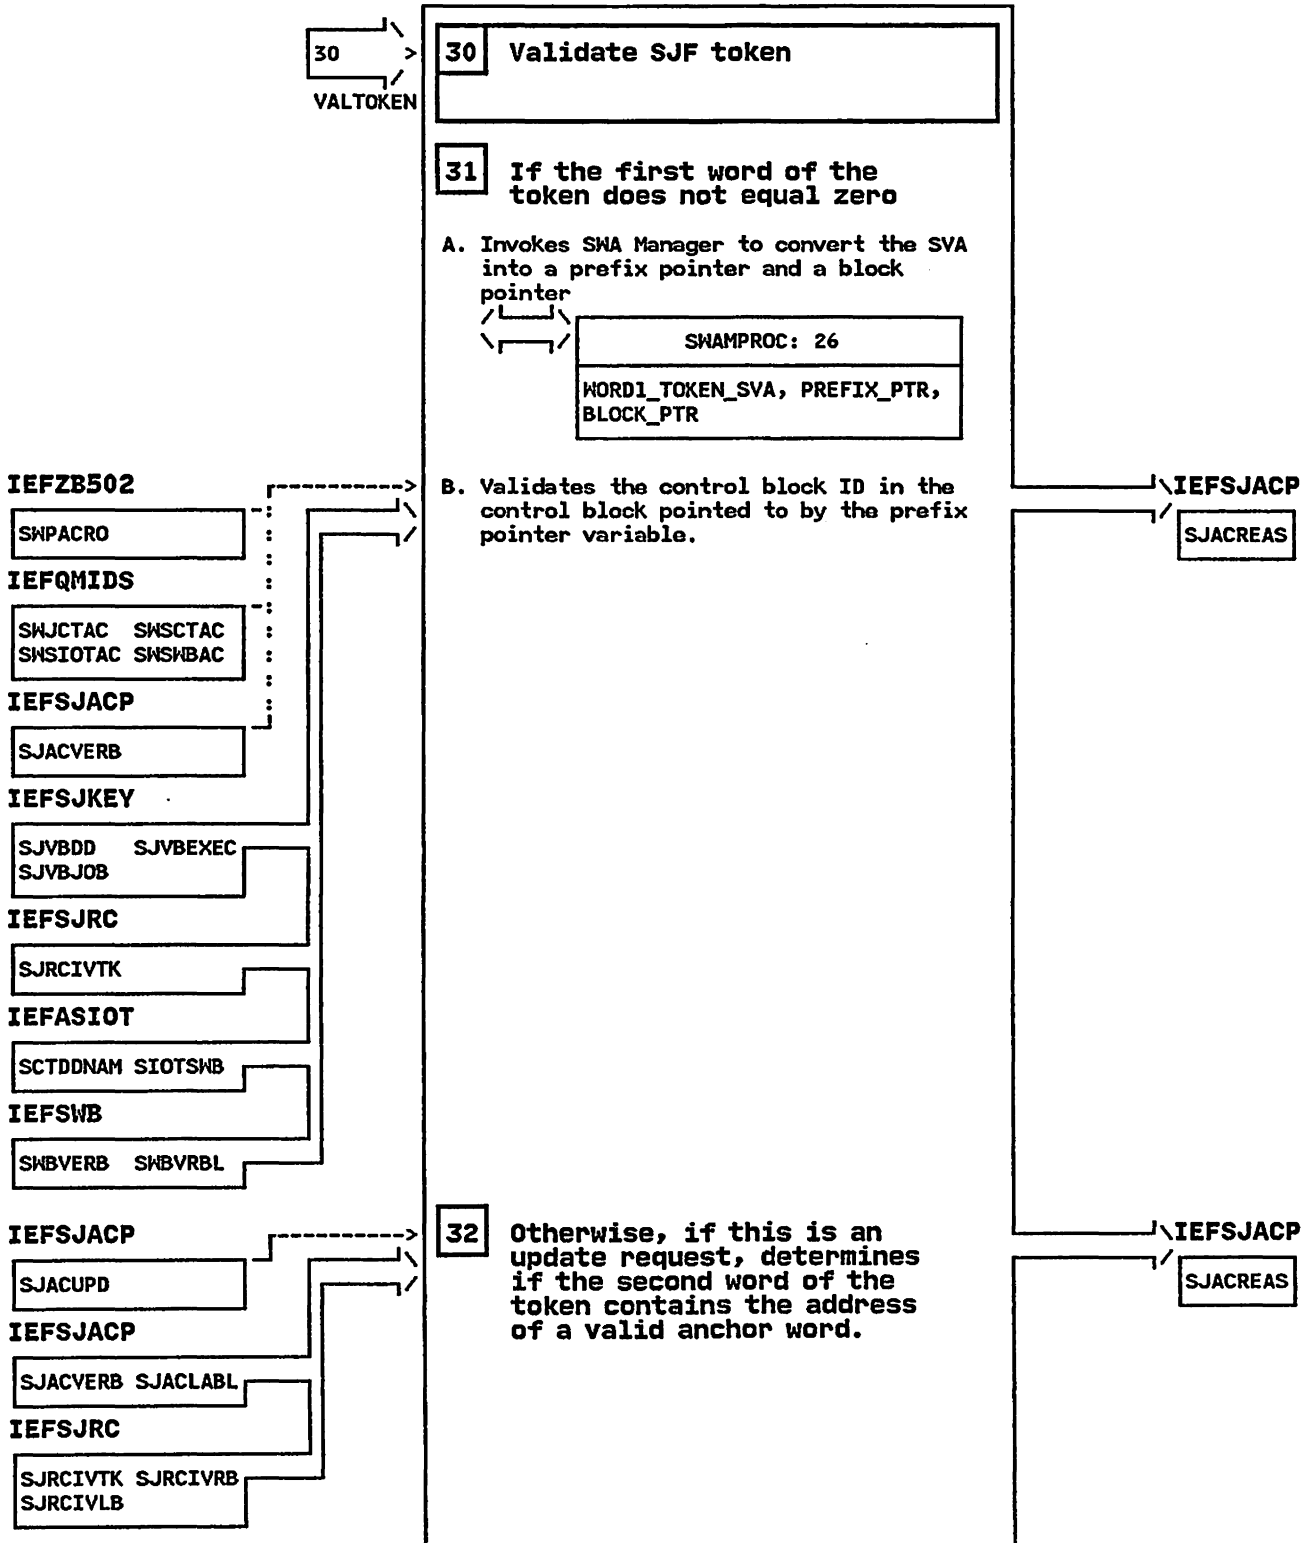 30
VALTOKEN
30 Validate SJF token
31 If the first word of the
token does not equal zero
A. Invokes SWA Manager to convert the SVA
into a prefix pointer and a block
pointer
SWAMPROC: 26
WORD1_TOKEN_SVA, PREFIX_PTR,
BLOCK_PTR
B. Validates the control block ID in the
control block pointed to by the prefix
pointer variable.
IEFSJACP
SJACREAS
IEFZB502
SWPACRO
IEFQMIDS
SWJCTAC SWSCTAC
SWSIOTAC SWSWBAC
IEFSJACP
SJACVERB
IEFSJKEY
SJVBDD SJVBEXEC
SJVBJOB
IEFSJRC
SJRCIVTK
IEFASIOT
SCTDDNAM SIOTSWB
IEFSWB
SWBVERB SWBVRBL
IEFSJACP
SJACUPD
IEFSJACP
SJACVERB SJACLABL
IEFSJRC
SJRCIVTK SJRCIVRB
SJRCIVLB
32 Otherwise, if this is an
update request, determines
if the second word of the
token contains the address
of a valid anchor word.
IEFSJACP
SJACREAS